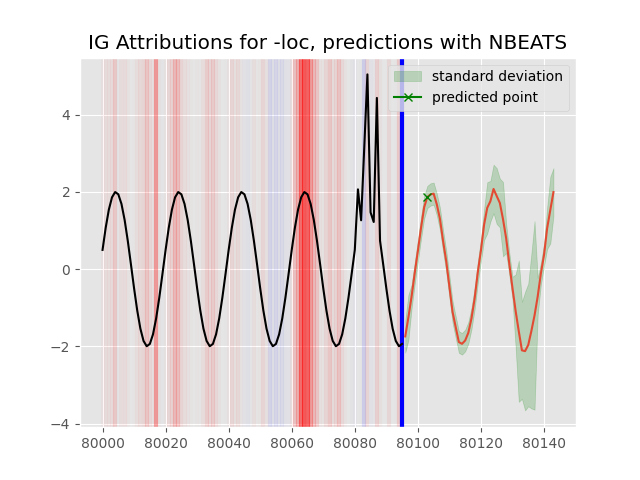 IG Attributions for -loc, predictions with NBEATS
standard deviation
predicted point
4
2
0
−2
−4
80000 80020 80040 80060 80080 80100 80120 80140